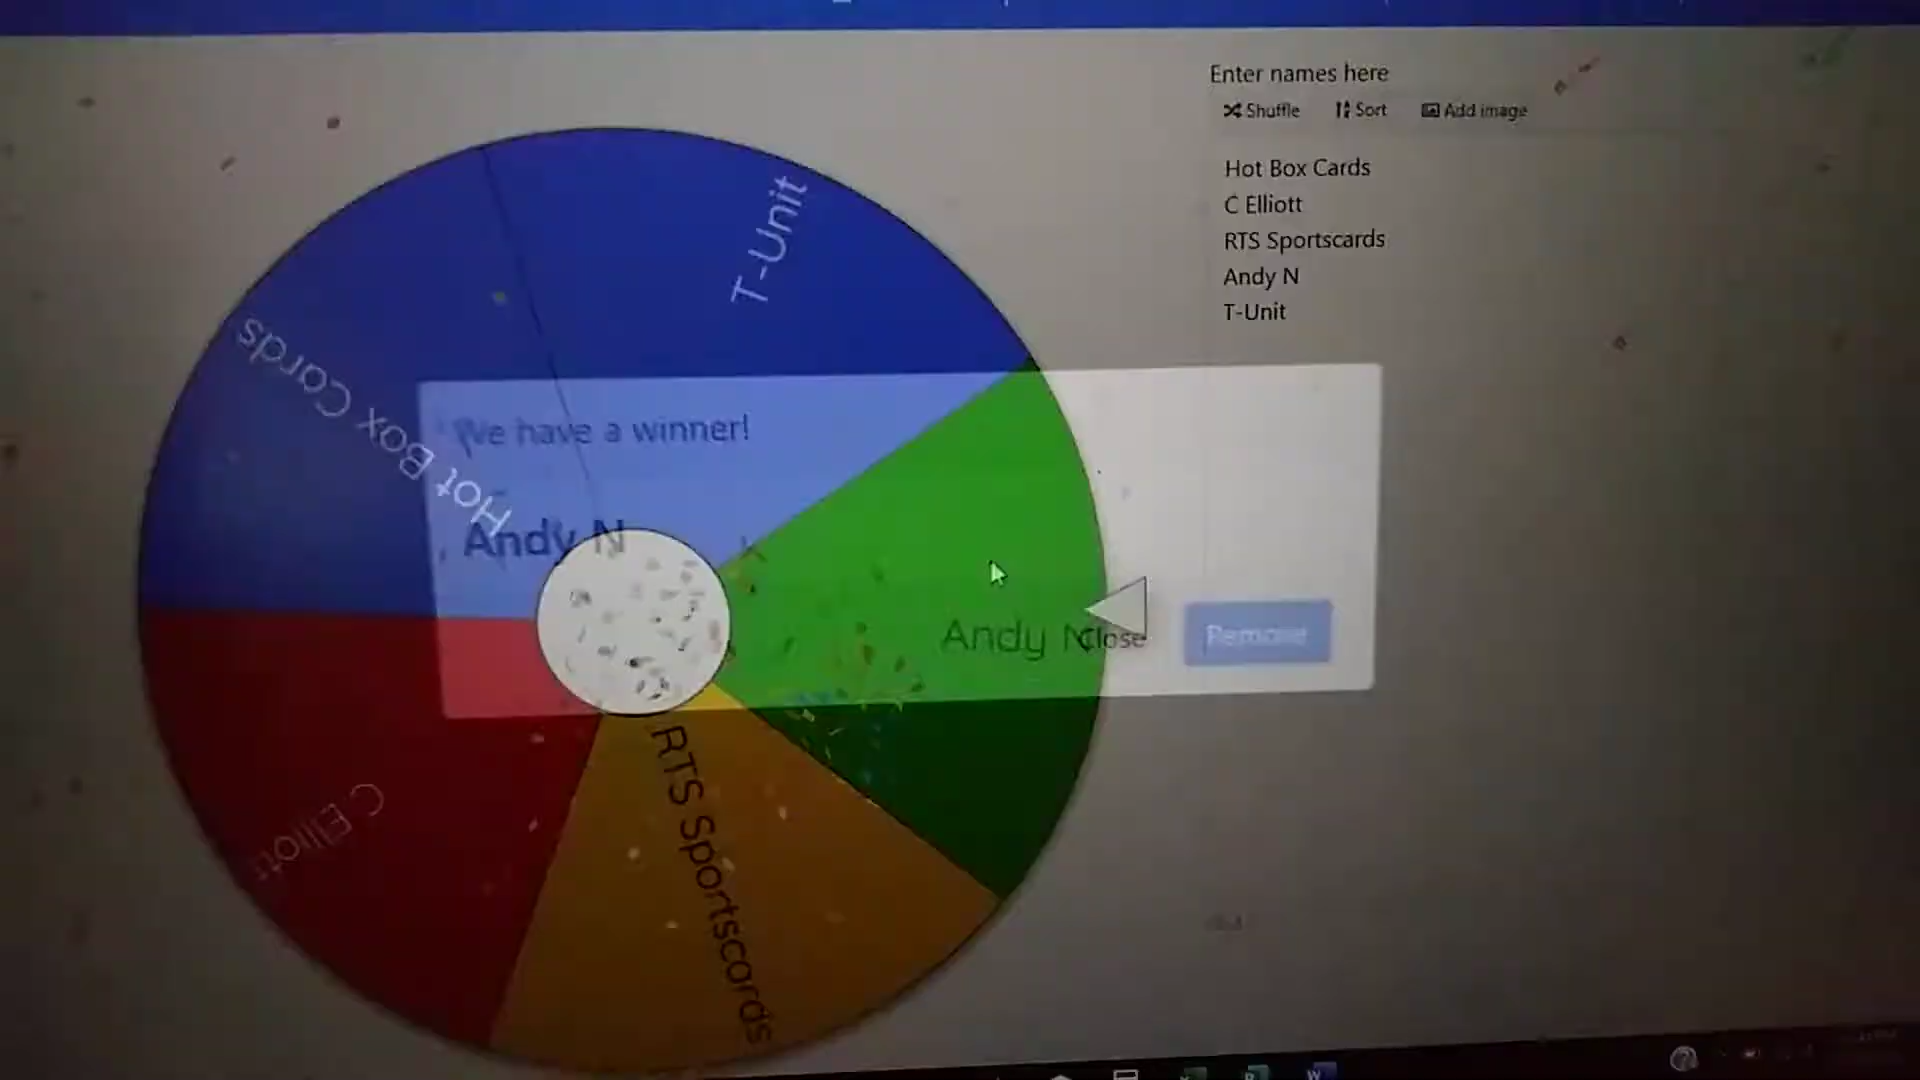 Enter names here
Shuffle Sort Add image
Hot Box Cards
C Elliott
RTS Sportscards
Andy N
T-Unit
T-Unit
Hot Box Cards
We have a winner!
Andy N
Andy N
Close Remove
C Elliott
RTS Sportscards